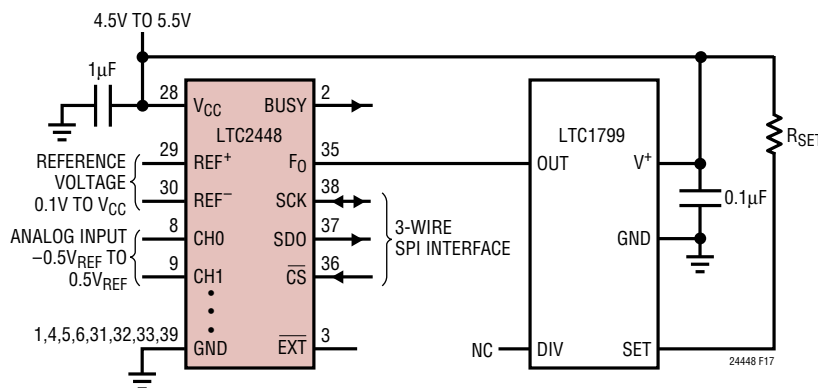 4.5V TO 5.5V
1µF
28
VCC
BUSY
2
LTC2448
LTC1799
RSET
REFERENCE
VOLTAGE
0.1V TO VCC
29
REF+
FO
35
OUT
V+
30
REF−
SCK
38
0.1µF
ANALOG INPUT
−0.5VREF TO
0.5VREF
8
CH0
SDO
37
3-WIRE
SPI INTERFACE
GND
9
CH1
CS
36
1,4,5,6,31,32,33,39
GND
EXT
3
NC
DIV
SET
24448 F17